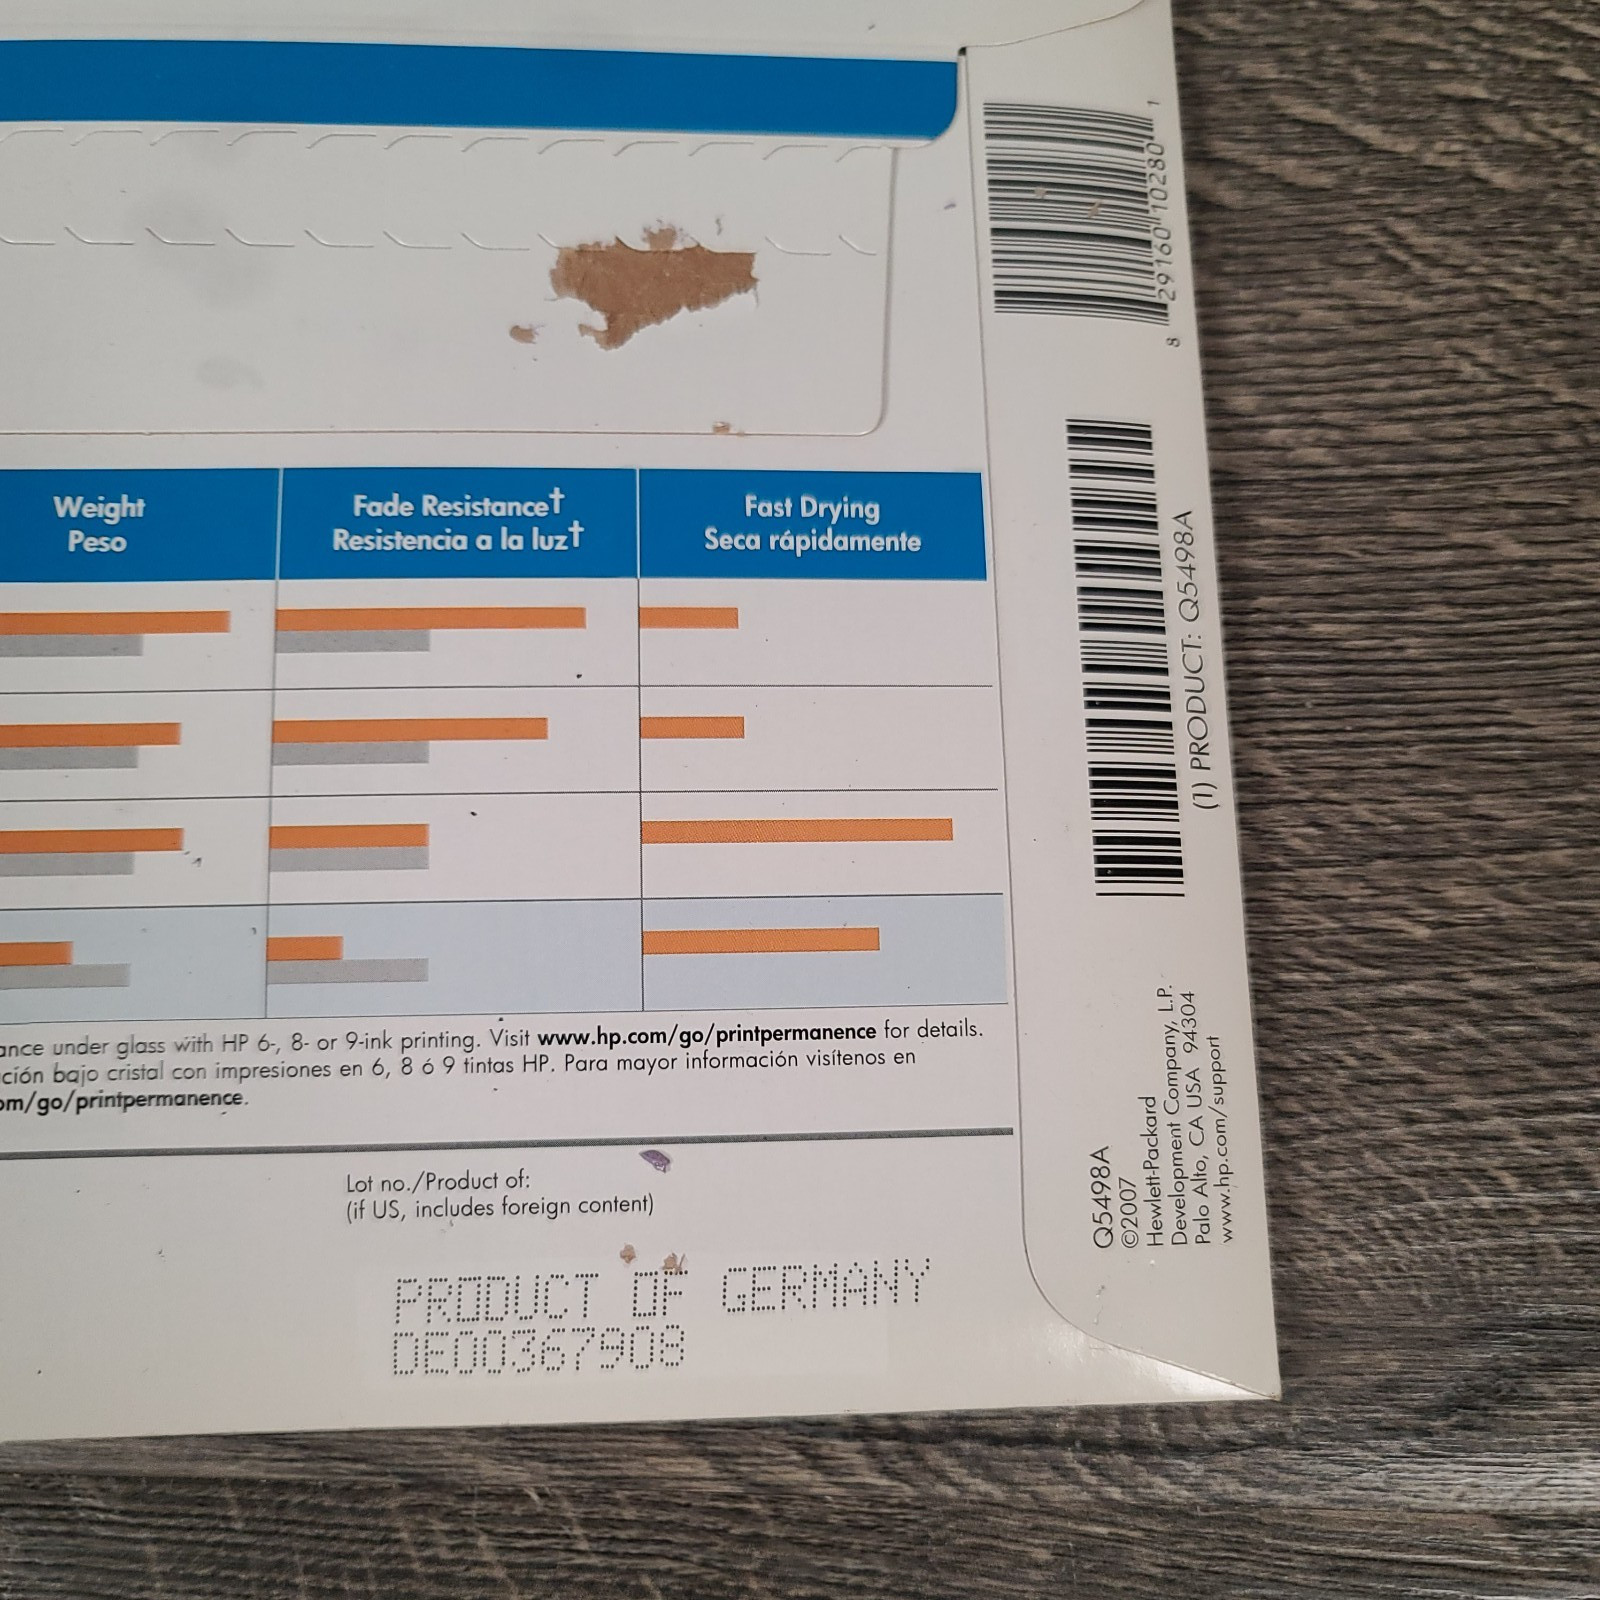 Weight
Peso
Fade Resistance†
Resistencia a la luz†
Fast Drying
Seca rápidamente
ance under glass with HP 6-, 8- or 9-ink printing. Visit www.hp.com/go/printpermanence for details.
ción bajo cristal con impresiones en 6, 8 ó 9 tintas HP. Para mayor información visítenos en
om/go/printpermanence.
Lot no./Product of:
(if US, includes foreign content)
PRODUCT OF GERMANY
DE00367908
8 29160 10280 1
(1) PRODUCT: Q5498A
Q5498A
©2007
Hewlett-Packard
Development Company, L.P.
Palo Alto, CA USA 94304
www.hp.com/support